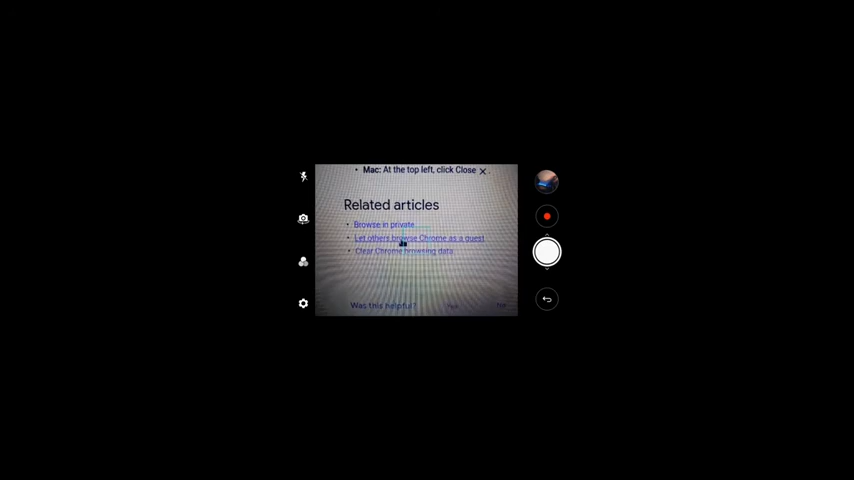 • Mac: At the top left, click Close ×.
Related articles
• Browse in private
• Let others browse Chrome as a guest
• Clear Chrome browsing data
Was this helpful?